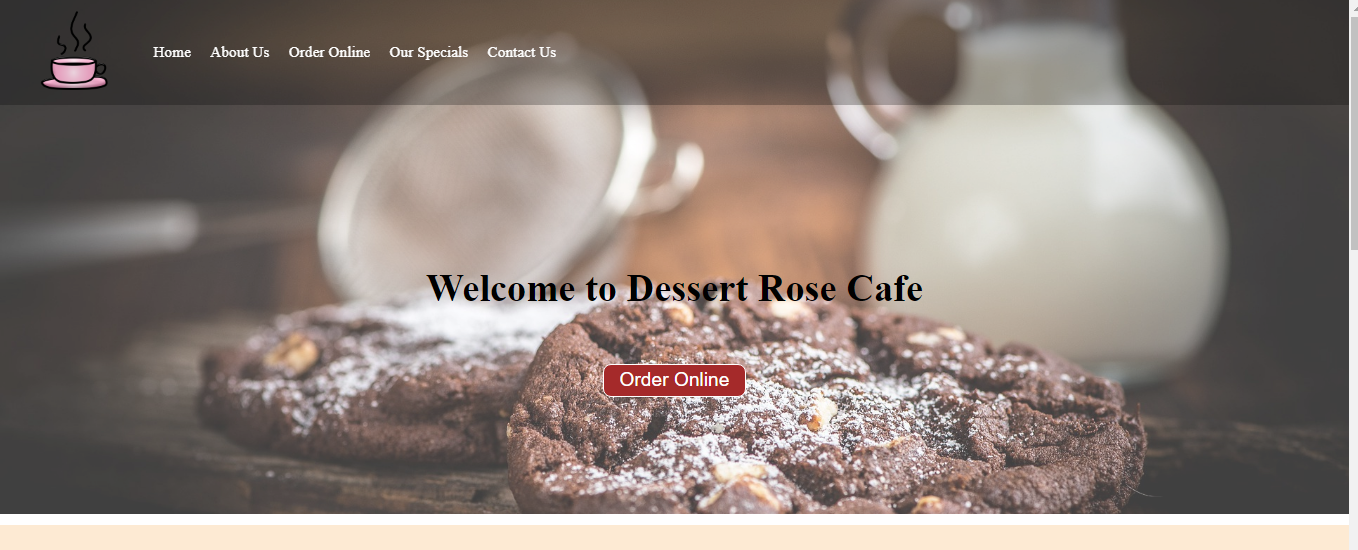 Home About Us Order Online Our Specials Contact Us
Welcome to Dessert Rose Cafe
Order Online